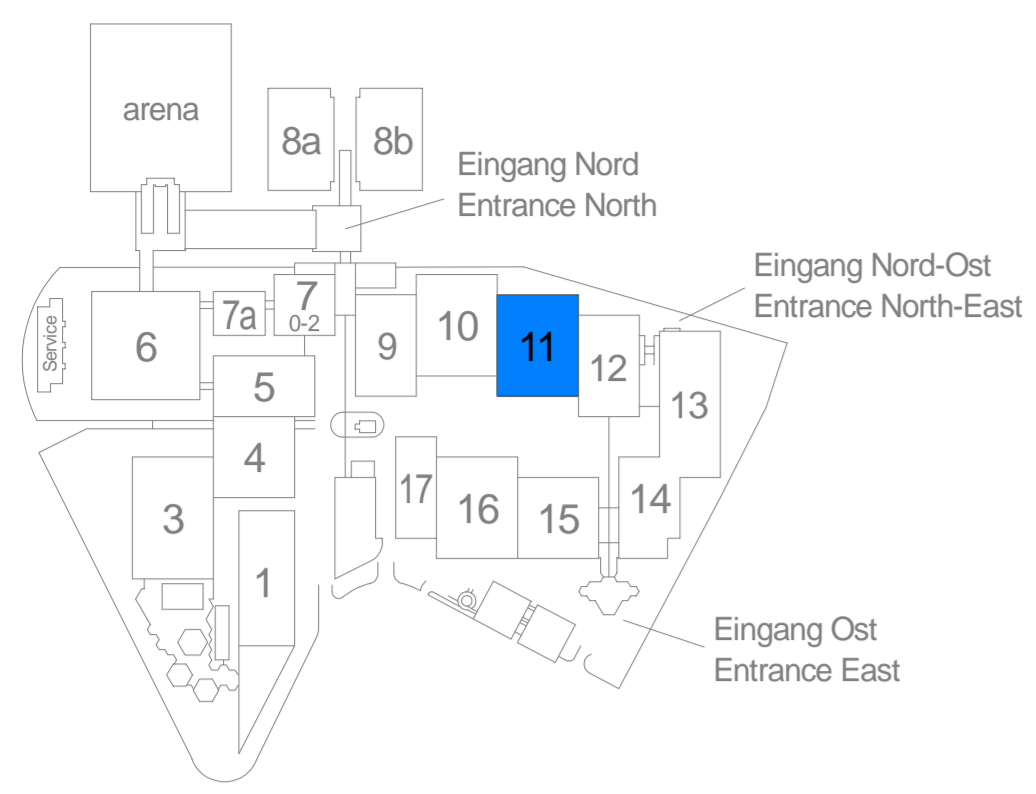 arena
8a
8b
Eingang Nord
Entrance North
Eingang Nord-Ost
Entrance North-East
Service
6
7a
7
0-2
9
10
11
12
13
5
4
3
1
17
16
15
14
Eingang Ost
Entrance East